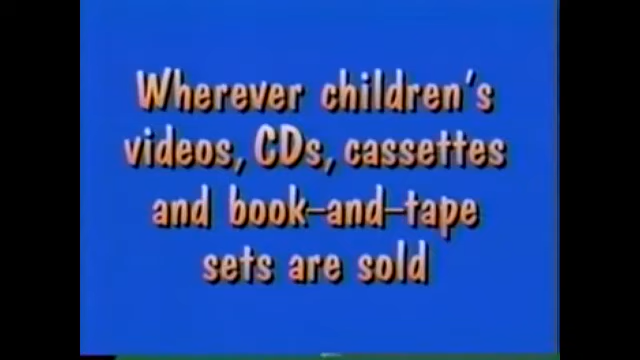 Wherever children's
videos, CDs, cassettes
and book-and-tape
sets are sold